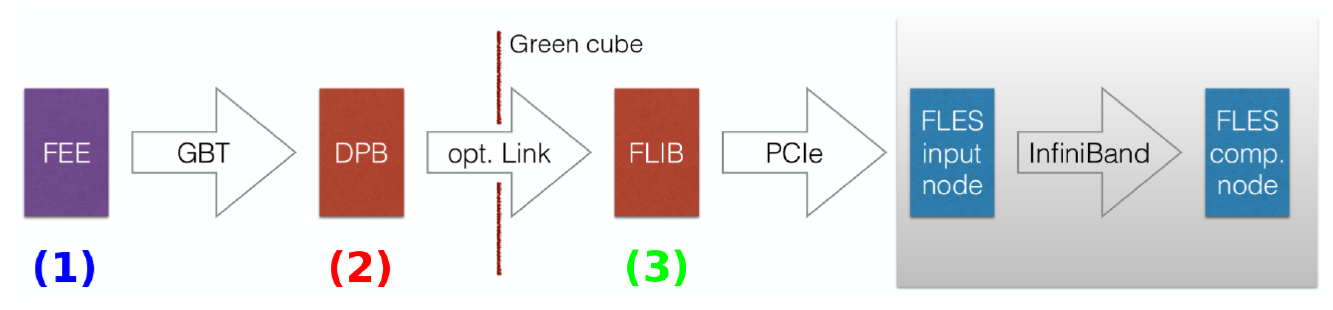 Green cube
FEE
GBT
DPB
opt. Link
FLIB
PCIe
FLES
input
node
InfiniBand
FLES
comp.
node
(1)
(2)
(3)